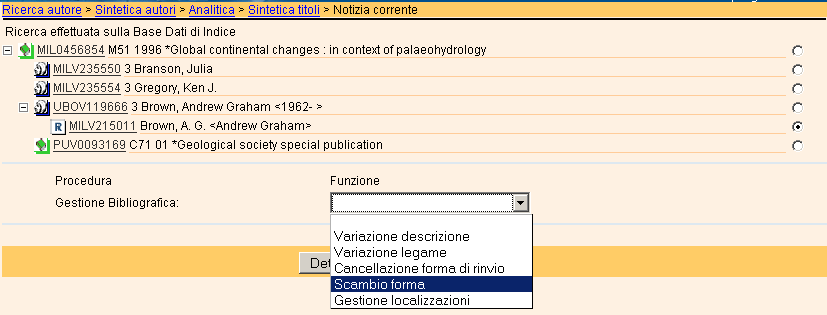 Ricerca autore > Sintetica autori > Analitica > Sintetica titoli > Notizia corrente
Ricerca effettuata sulla Base Dati di Indice
MIL0456854 M51 1996 *Global continental changes : in context of palaeohydrology
MILV235550 3 Branson, Julia
MILV235554 3 Gregory, Ken J.
UBOV119666 3 Brown, Andrew Graham <1962- >
R MILV215011 Brown, A. G. <Andrew Graham>
PUV0093169 C71 01 *Geological society special publication
Procedura Funzione
Gestione Bibliografica:
Variazione descrizione
Variazione legame
Det
Cancellazione forma di rinvio
Scambio forma
Gestione localizzazioni